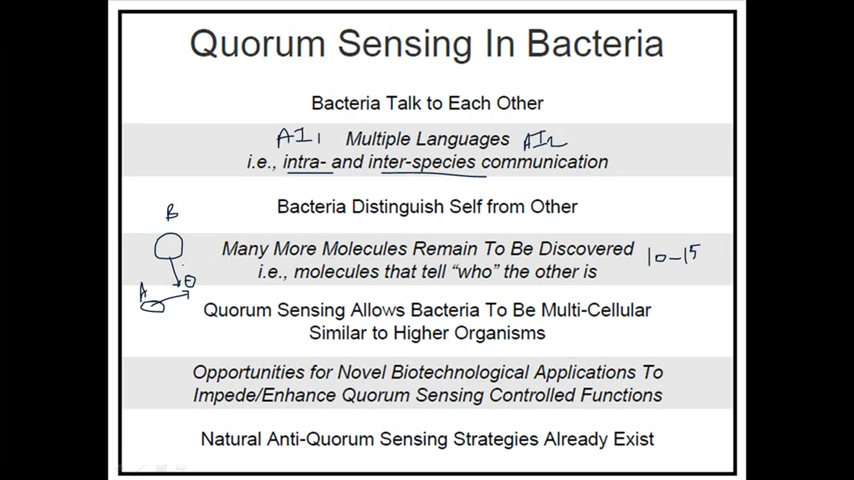 Quorum Sensing In Bacteria
Bacteria Talk to Each Other
AI1 Multiple Languages AI2
i.e., intra- and inter-species communication
Bacteria Distinguish Self from Other
B
Many More Molecules Remain To Be Discovered 10-15
i.e., molecules that tell “who” the other is
A
Quorum Sensing Allows Bacteria To Be Multi-Cellular
Similar to Higher Organisms
Opportunities for Novel Biotechnological Applications To
Impede/Enhance Quorum Sensing Controlled Functions
Natural Anti-Quorum Sensing Strategies Already Exist